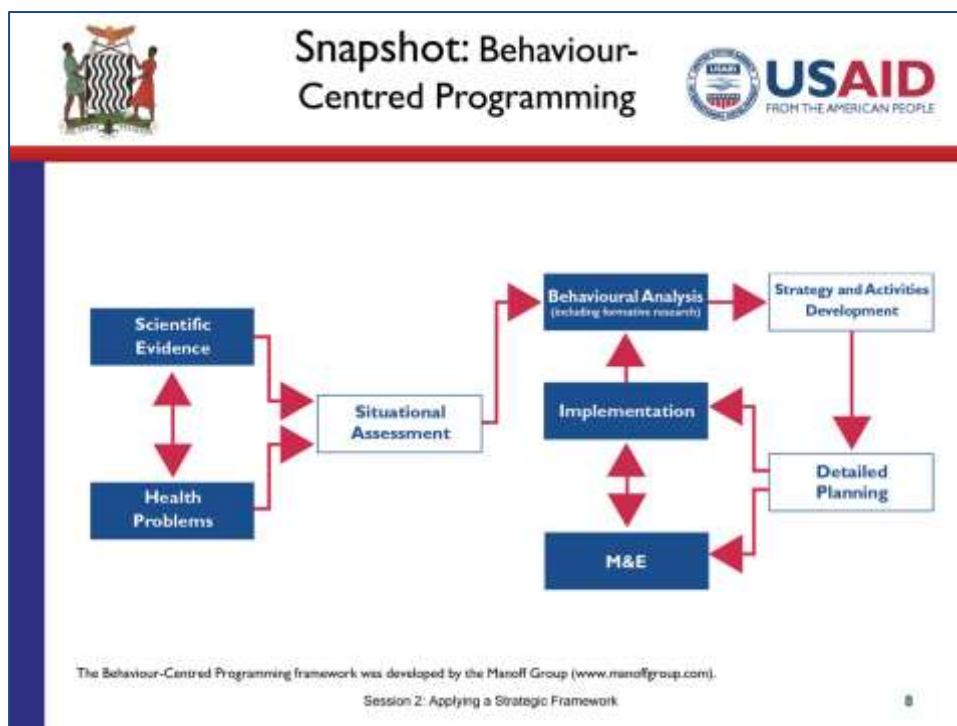 Snapshot: Behaviour-
Centred Programming
USAID
USAID
FROM THE AMERICAN PEOPLE
Scientific
Evidence
Health
Problems
Situational
Assessment
Behavioural Analysis
(including formative research)
Strategy and Activities
Development
Implementation
Detailed
Planning
M&E
The Behaviour-Centred Programming framework was developed by the Manoff Group (www.manoffgroup.com).
Session 2: Applying a Strategic Framework
8